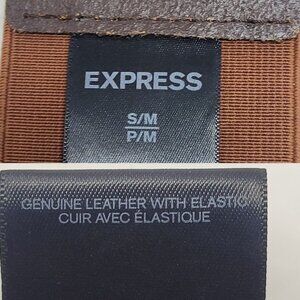 EXPRESS
S/M
P/M
GENUINE LEATHER WITH ELASTIC
CUIR AVEC ÉLASTIQUE